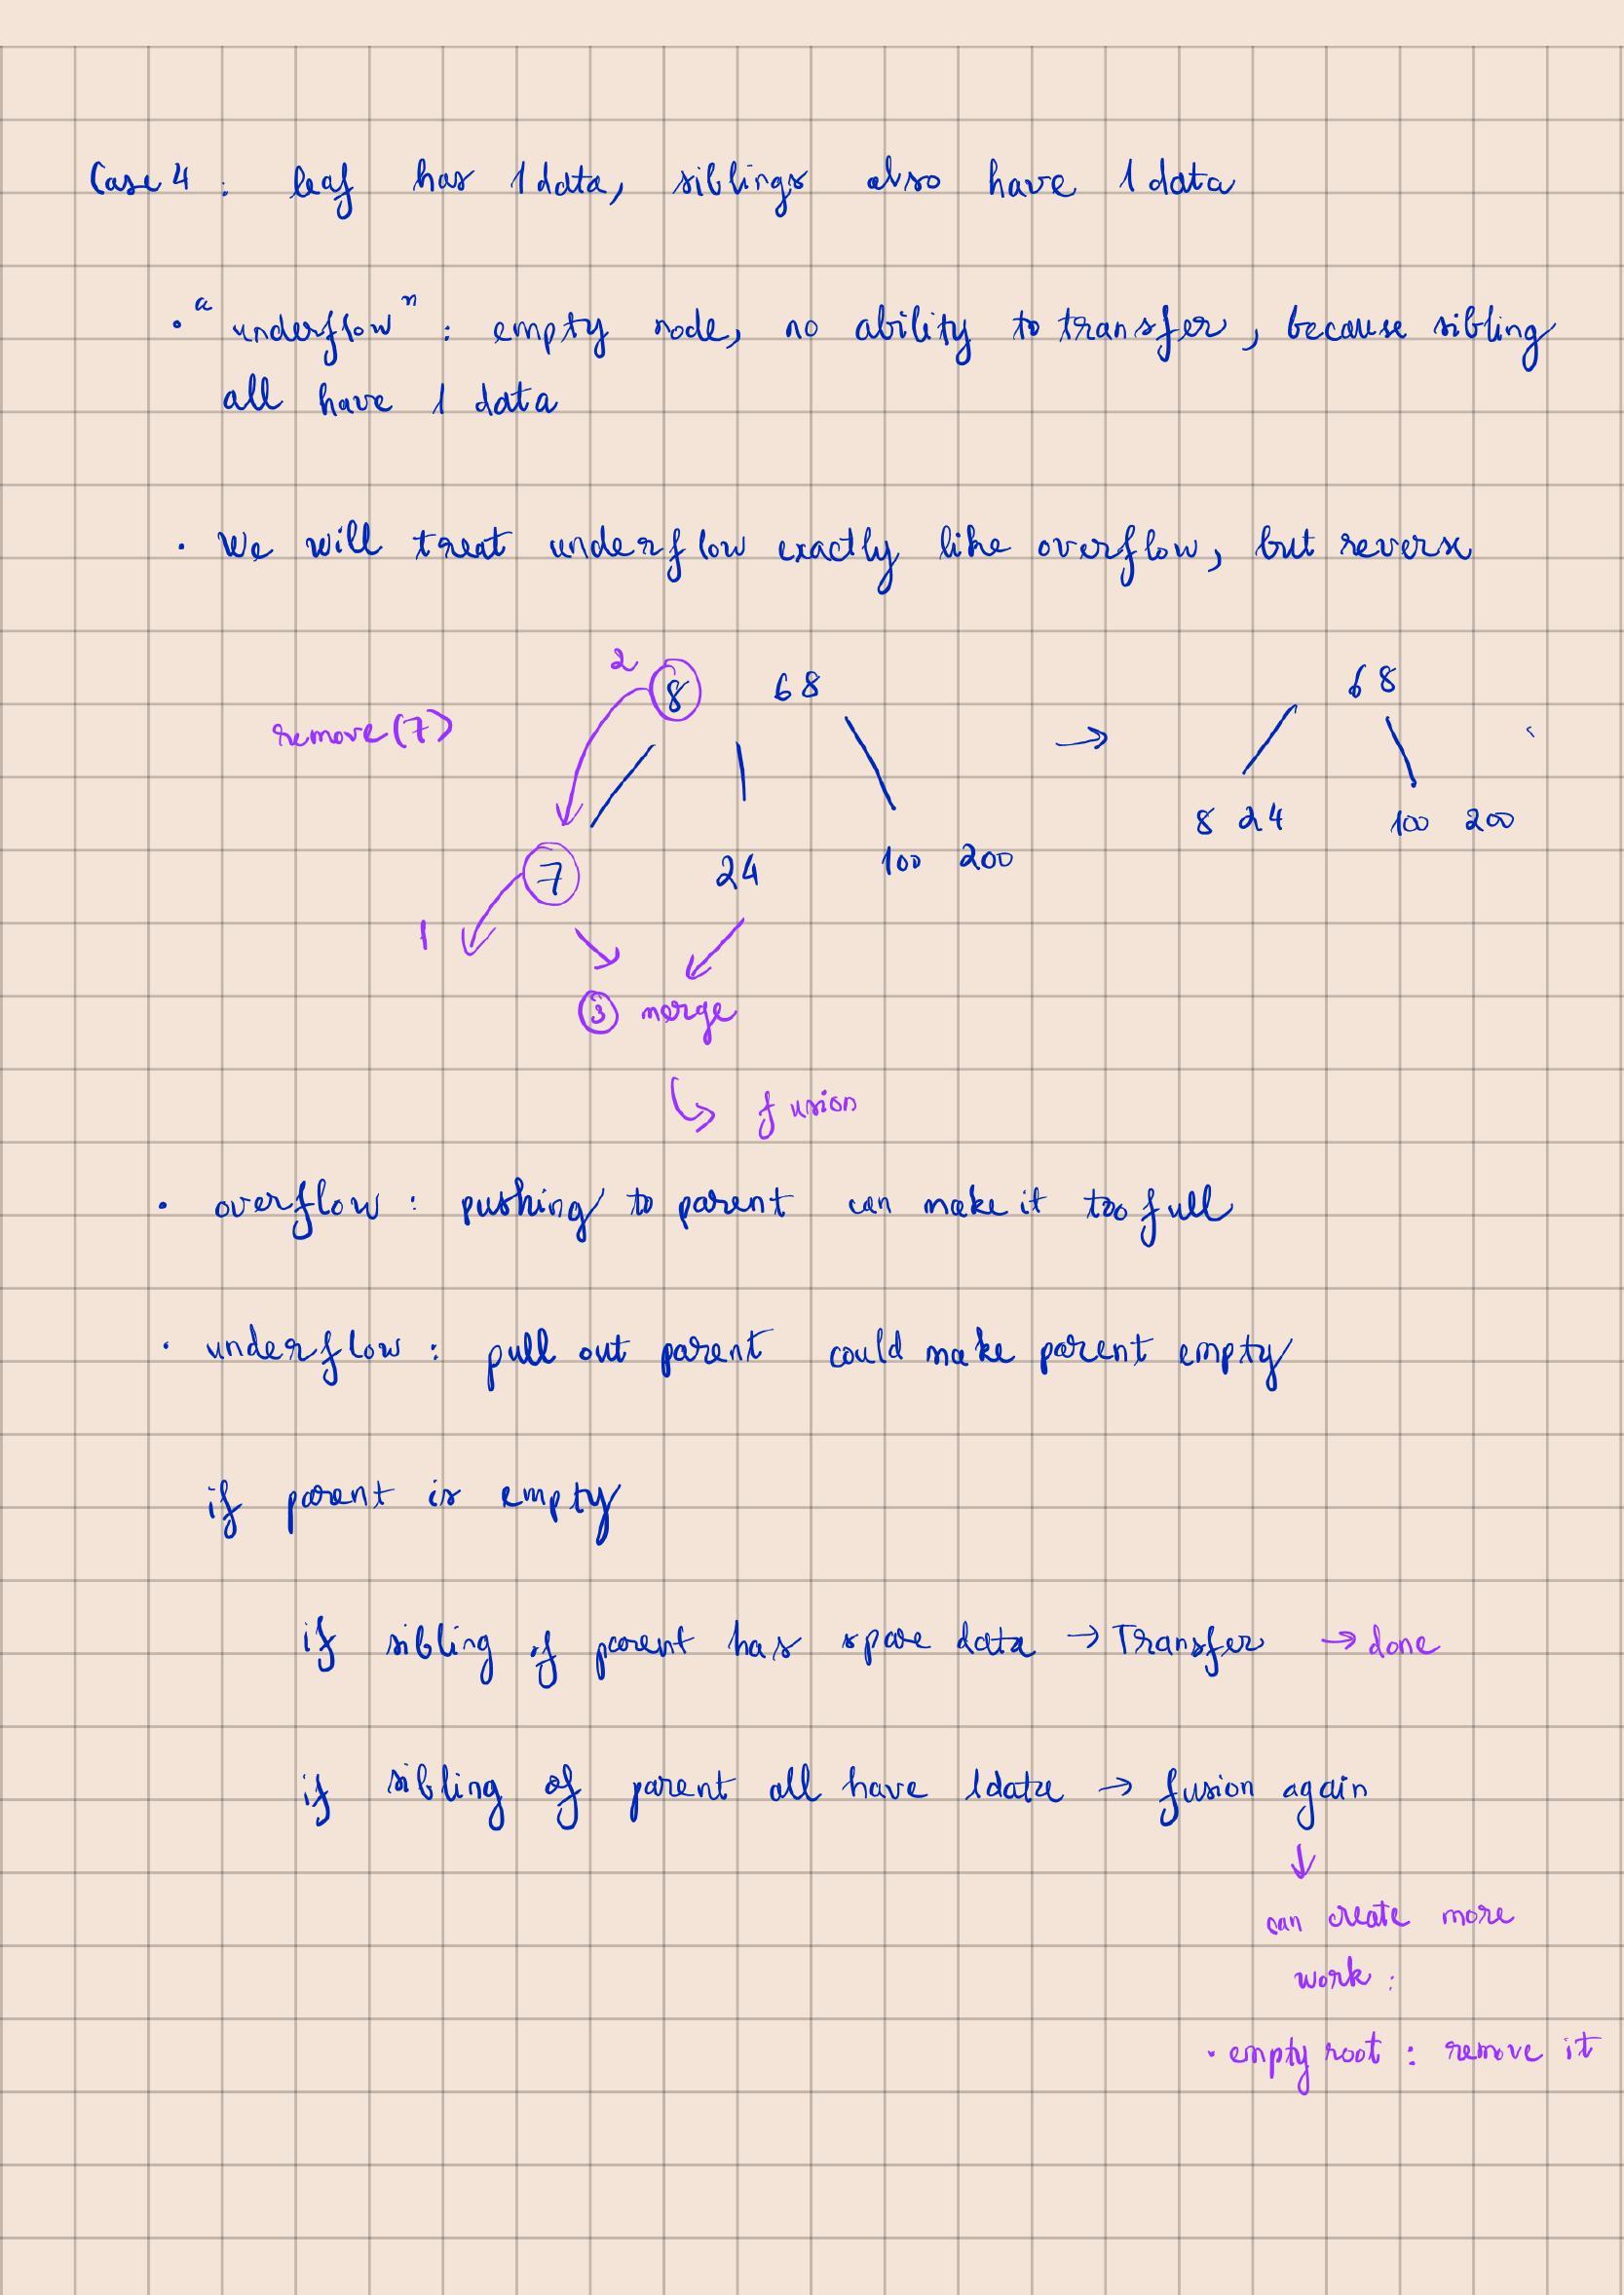 Case 4 : leaf has 1 data, siblings also have 1 data
• "underflow" : empty node, no ability to transfer, because sibling
all have 1 data
• We will treat underflow exactly like overflow, but reverse
2 8 68 68
remove(7) →
8 24 100 200
7 24 100 200
1
③ merge
↳ fusion
• overflow : pushing to parent can make it too full
• underflow : pull out parent could make parent empty
if parent is empty
if sibling of parent has spare data → Transfer → done
if sibling of parent all have 1 data → fusion again
↓
can create more
work :
• empty root : remove it